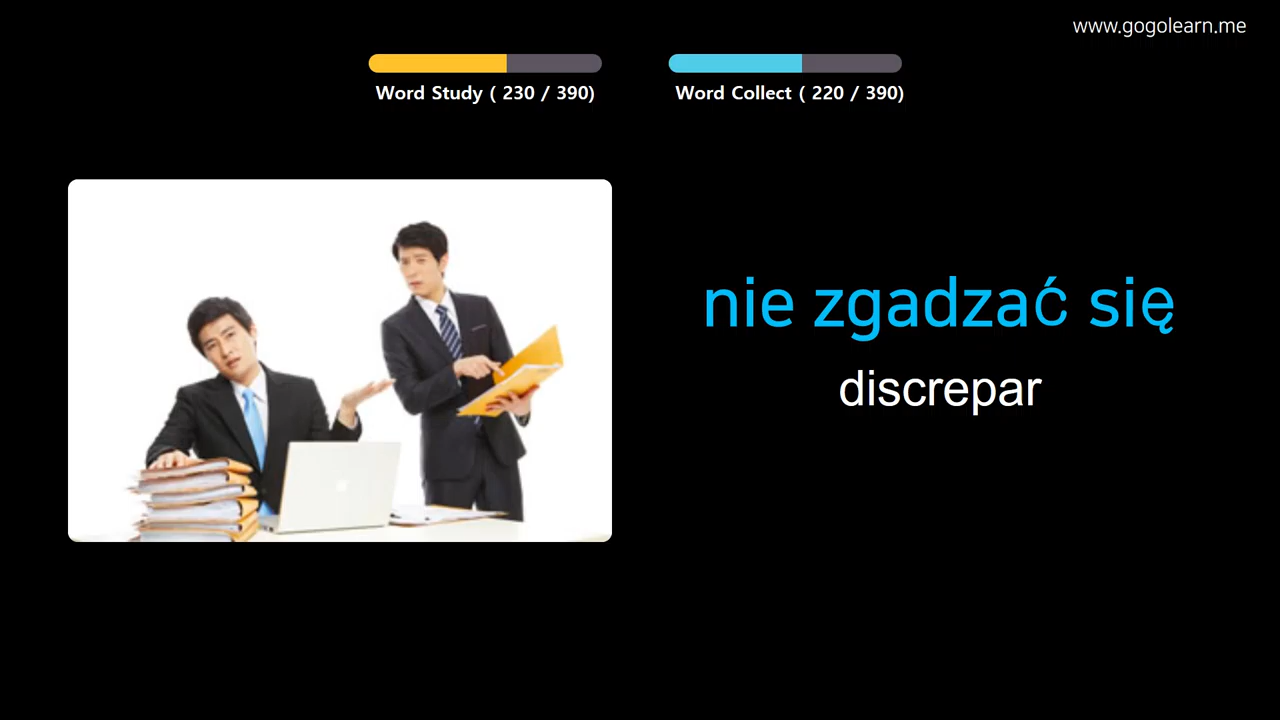 www.gogolearn.me
Word Study ( 230 / 390)
Word Collect ( 220 / 390)
nie zgadzać się
discrepar